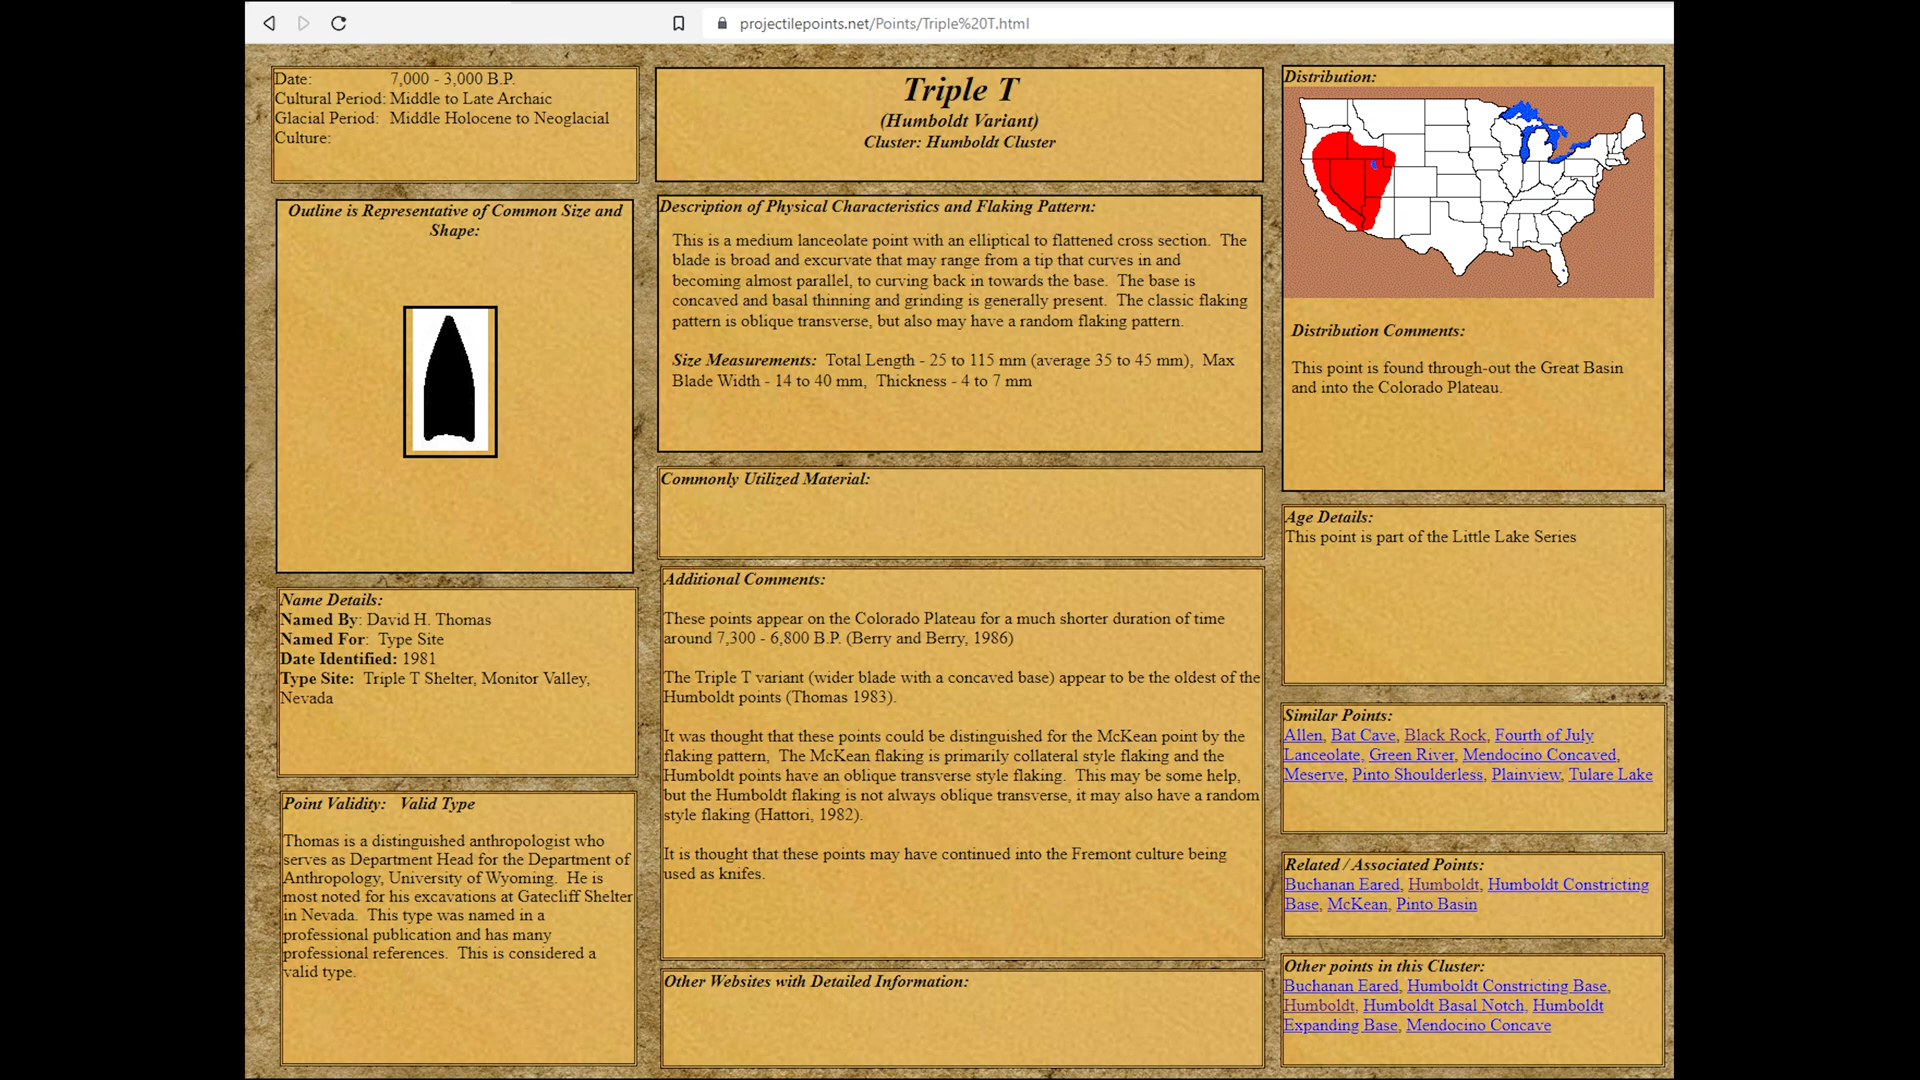 projectilepoints.net/Points/Triple%20T.html
Date: 7,000 - 3,000 B.P.
Cultural Period: Middle to Late Archaic
Glacial Period: Middle Holocene to Neoglacial
Culture:
Outline is Representative of Common Size and
Shape:
Name Details:
Named By: David H. Thomas
Named For: Type Site
Date Identified: 1981
Type Site: Triple T Shelter, Monitor Valley,
Nevada
Point Validity: Valid Type
Thomas is a distinguished anthropologist who
serves as Department Head for the Department of
Anthropology, University of Wyoming. He is
most noted for his excavations at Gatecliff Shelter
in Nevada. This type was named in a
professional publication and has many
professional references. This is considered a
valid type.
Triple T
(Humboldt Variant)
Cluster: Humboldt Cluster
Description of Physical Characteristics and Flaking Pattern:
This is a medium lanceolate point with an elliptical to flattened cross section. The
blade is broad and excurvate that may range from a tip that curves in and
becoming almost parallel, to curving back in towards the base. The base is
concaved and basal thinning and grinding is generally present. The classic flaking
pattern is oblique transverse, but also may have a random flaking pattern.
Size Measurements: Total Length - 25 to 115 mm (average 35 to 45 mm), Max
Blade Width - 14 to 40 mm, Thickness - 4 to 7 mm
Commonly Utilized Material:
Additional Comments:
These points appear on the Colorado Plateau for a much shorter duration of time
around 7,300 - 6,800 B.P. (Berry and Berry, 1986)
The Triple T variant (wider blade with a concaved base) appear to be the oldest of the
Humboldt points (Thomas 1983).
It was thought that these points could be distinguished for the McKean point by the
flaking pattern, The McKean flaking is primarily collateral style flaking and the
Humboldt points have an oblique transverse style flaking. This may be some help,
but the Humboldt flaking is not always oblique transverse, it may also have a random
style flaking (Hattori, 1982).
It is thought that these points may have continued into the Fremont culture being
used as knifes.
Other Websites with Detailed Information:
Distribution:
Distribution Comments:
This point is found through-out the Great Basin
and into the Colorado Plateau.
Age Details:
This point is part of the Little Lake Series
Similar Points:
Allen, Bat Cave, Black Rock, Fourth of July
Lanceolate, Green River, Mendocino Concaved,
Meserve, Pinto Shoulderless, Plainview, Tulare Lake
Related / Associated Points:
Buchanan Eared, Humboldt, Humboldt Constricting
Base, McKean, Pinto Basin
Other points in this Cluster:
Buchanan Eared, Humboldt Constricting Base,
Humboldt, Humboldt Basal Notch, Humboldt
Expanding Base, Mendocino Concave